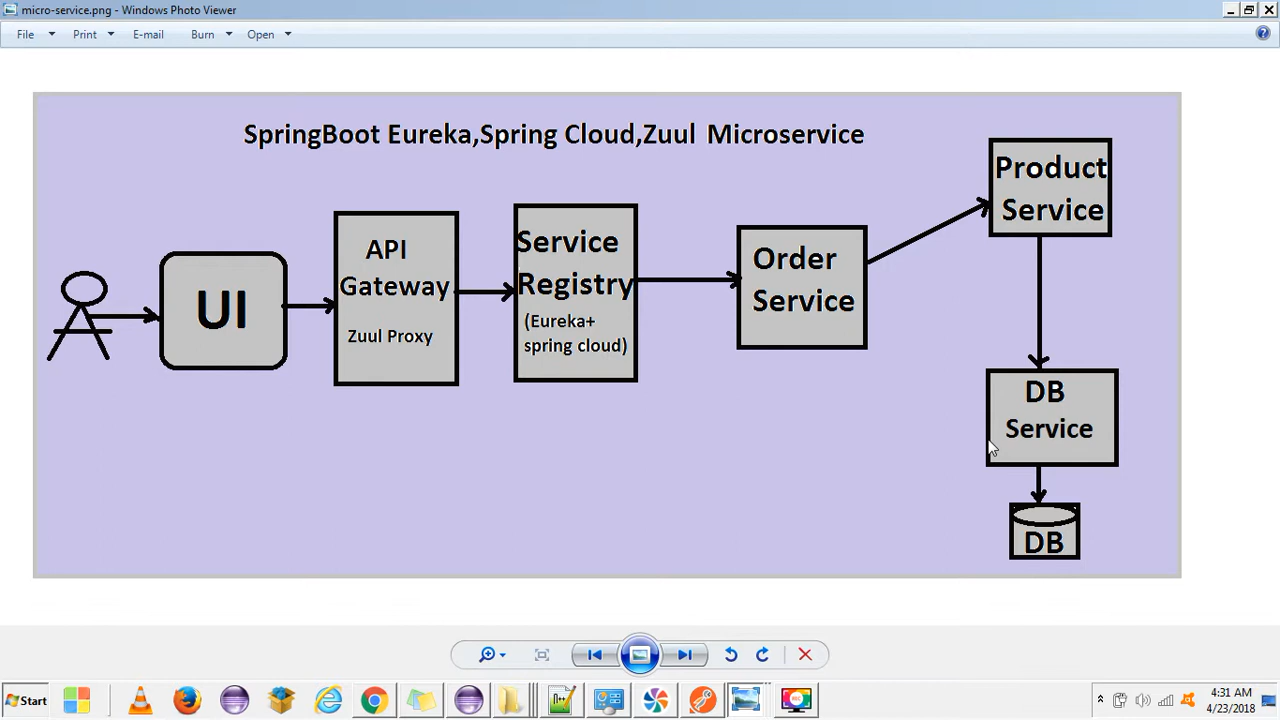 micro-service.png - Windows Photo Viewer
File Print E-mail Burn Open
SpringBoot Eureka,Spring Cloud,Zuul Microservice
UI
API
Gateway
Zuul Proxy
Service
Registry
(Eureka+
spring cloud)
Order
Service
Product
Service
DB
Service
DB
Start
4:31 AM
4/23/2018